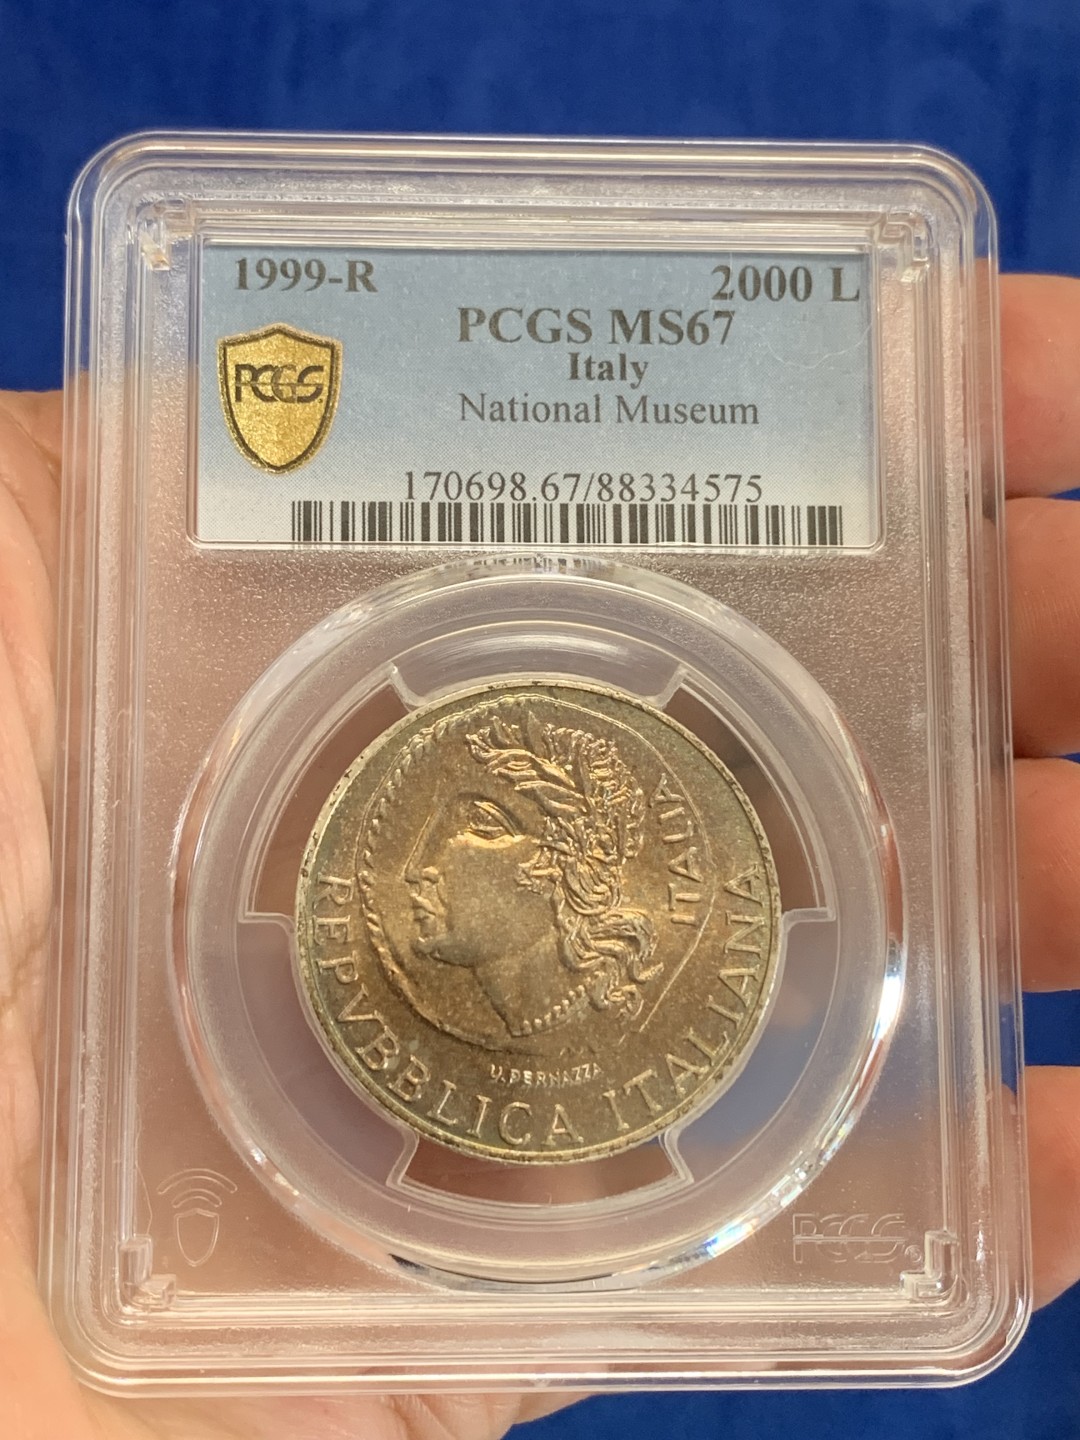 1999-R 2000 L
PCGS MS67
Italy
PCGS
National Museum
170698.67/88334575
ITALIA
REPVBBLICA ITALIANA
U. PERNAZZA
PCGS